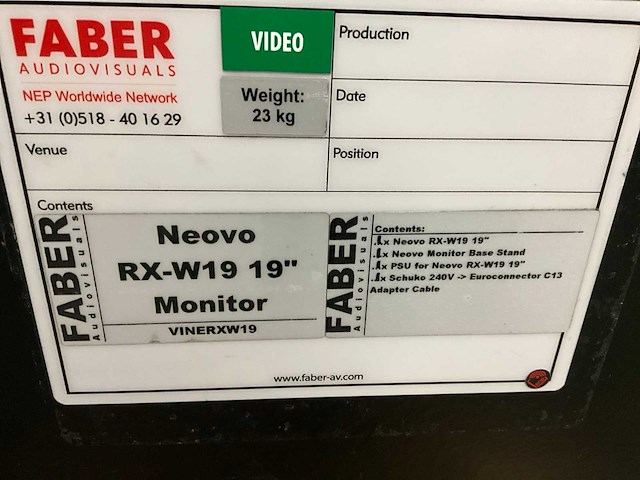 FABER
AUDIOVISUALS
NEP Worldwide Network
+31 (0)518 - 40 16 29
VIDEO
Weight:
23 kg
Production
Date
Venue
Position
Contents
FABER
Audiovisuals
Neovo
RX-W19 19"
Monitor
VINERXW19
FABER
Audiovisuals
Contents:
1x Neovo RX-W19 19"
1x Neovo Monitor Base Stand
1x PSU for Neovo RX-W19 19"
1x Schuko 240V -> Euroconnector C13
Adapter Cable
www.faber-av.com